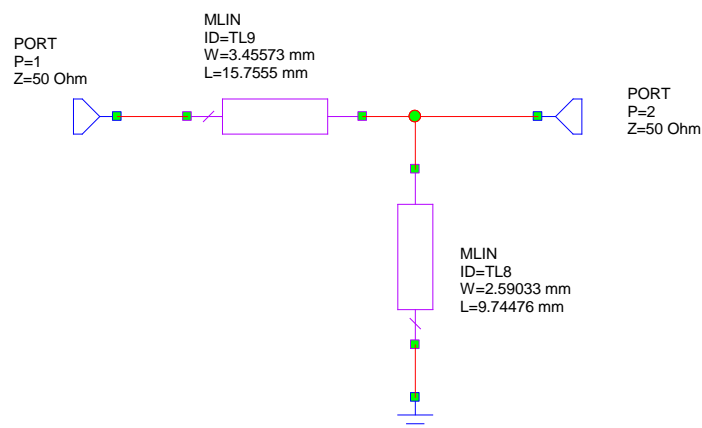 MLIN
ID=TL9
W=3.45573 mm
L=15.7555 mm
PORT
P=1
Z=50 Ohm
PORT
P=2
Z=50 Ohm
MLIN
ID=TL8
W=2.59033 mm
L=9.74476 mm